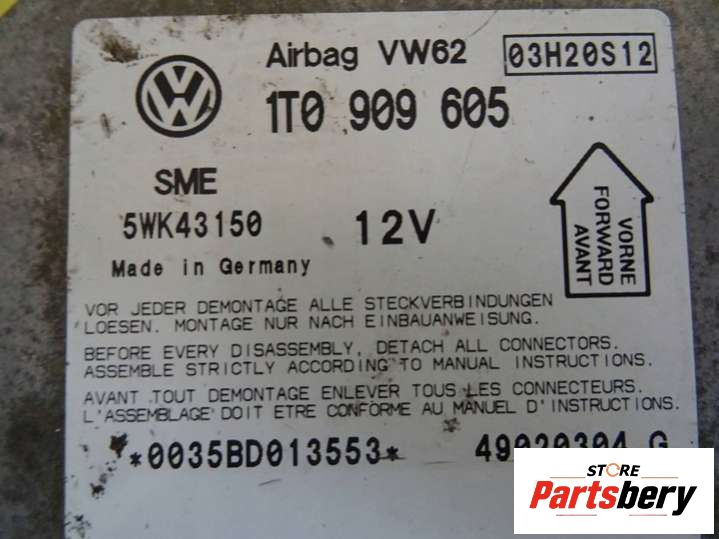 Airbag VW62 03H20S12
1T0 909 605
SME
5WK43150 12V
Made in Germany
VORNE
FORWARD
AVANT
VOR JEDER DEMONTAGE ALLE STECKVERBINDUNGEN
LOESEN. MONTAGE NUR NACH EINBAUANWEISUNG.
BEFORE EVERY DISASSEMBLY, DETACH ALL CONNECTORS.
ASSEMBLE STRICTLY ACCORDING TO MANUAL INSTRUCTIONS.
AVANT TOUT DEMONTAGE ENLEVER TOUS LES CONNECTEURS.
L'ASSEMBLAGE DOIT ETRE CONFORME AU MANUEL D'INSTRUCTIONS.
*0035BD013553* 49020304 G
STORE
Partsbery